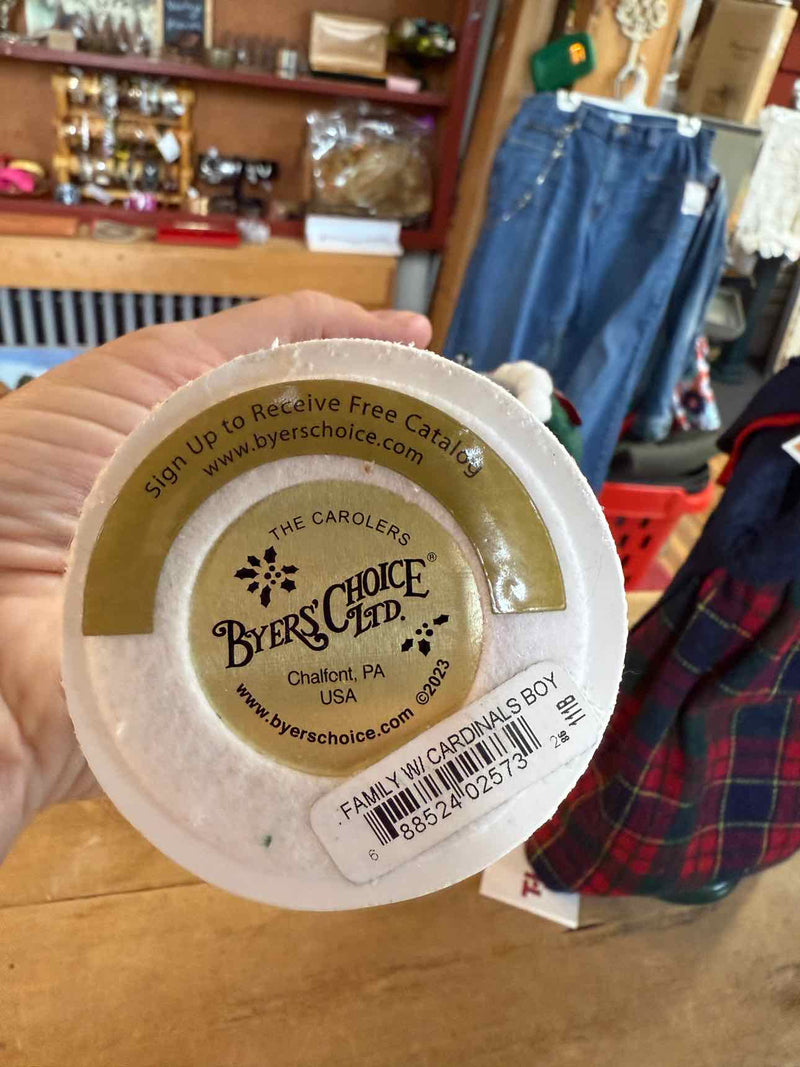 Sign Up to Receive Free Catalog
www.byerschoice.com
THE CAROLERS
BYERS' CHOICE®
LTD.
Chalfont, PA
USA
www.byerschoice.com ©2023
FAMILY W/ CARDINALS BOY
111B
6 88524 02573 2